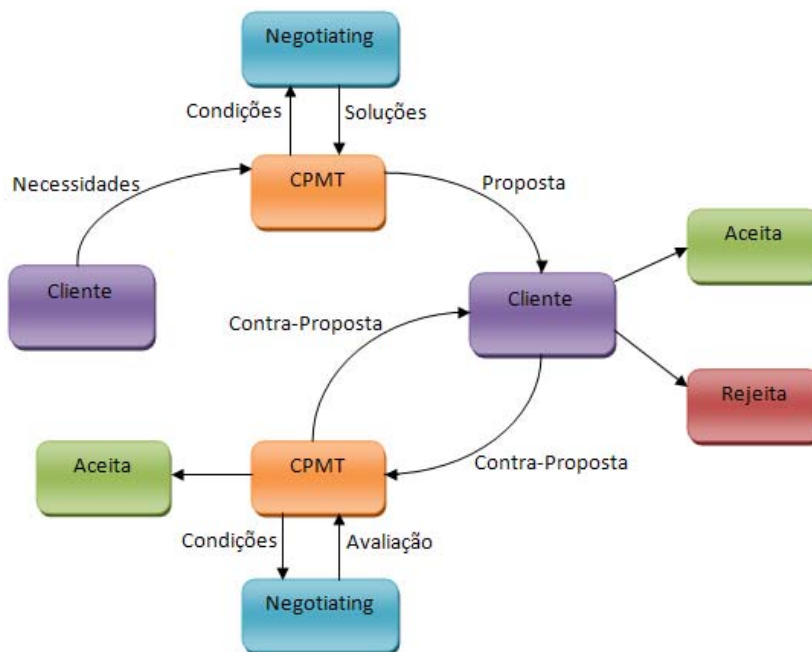 Negotiating
Condições
Soluções
Necessidades
CPMT
Proposta
Aceita
Cliente
Cliente
Contra-Proposta
Rejeita
Aceita
CPMT
Contra-Proposta
Condições
Avaliação
Negotiating